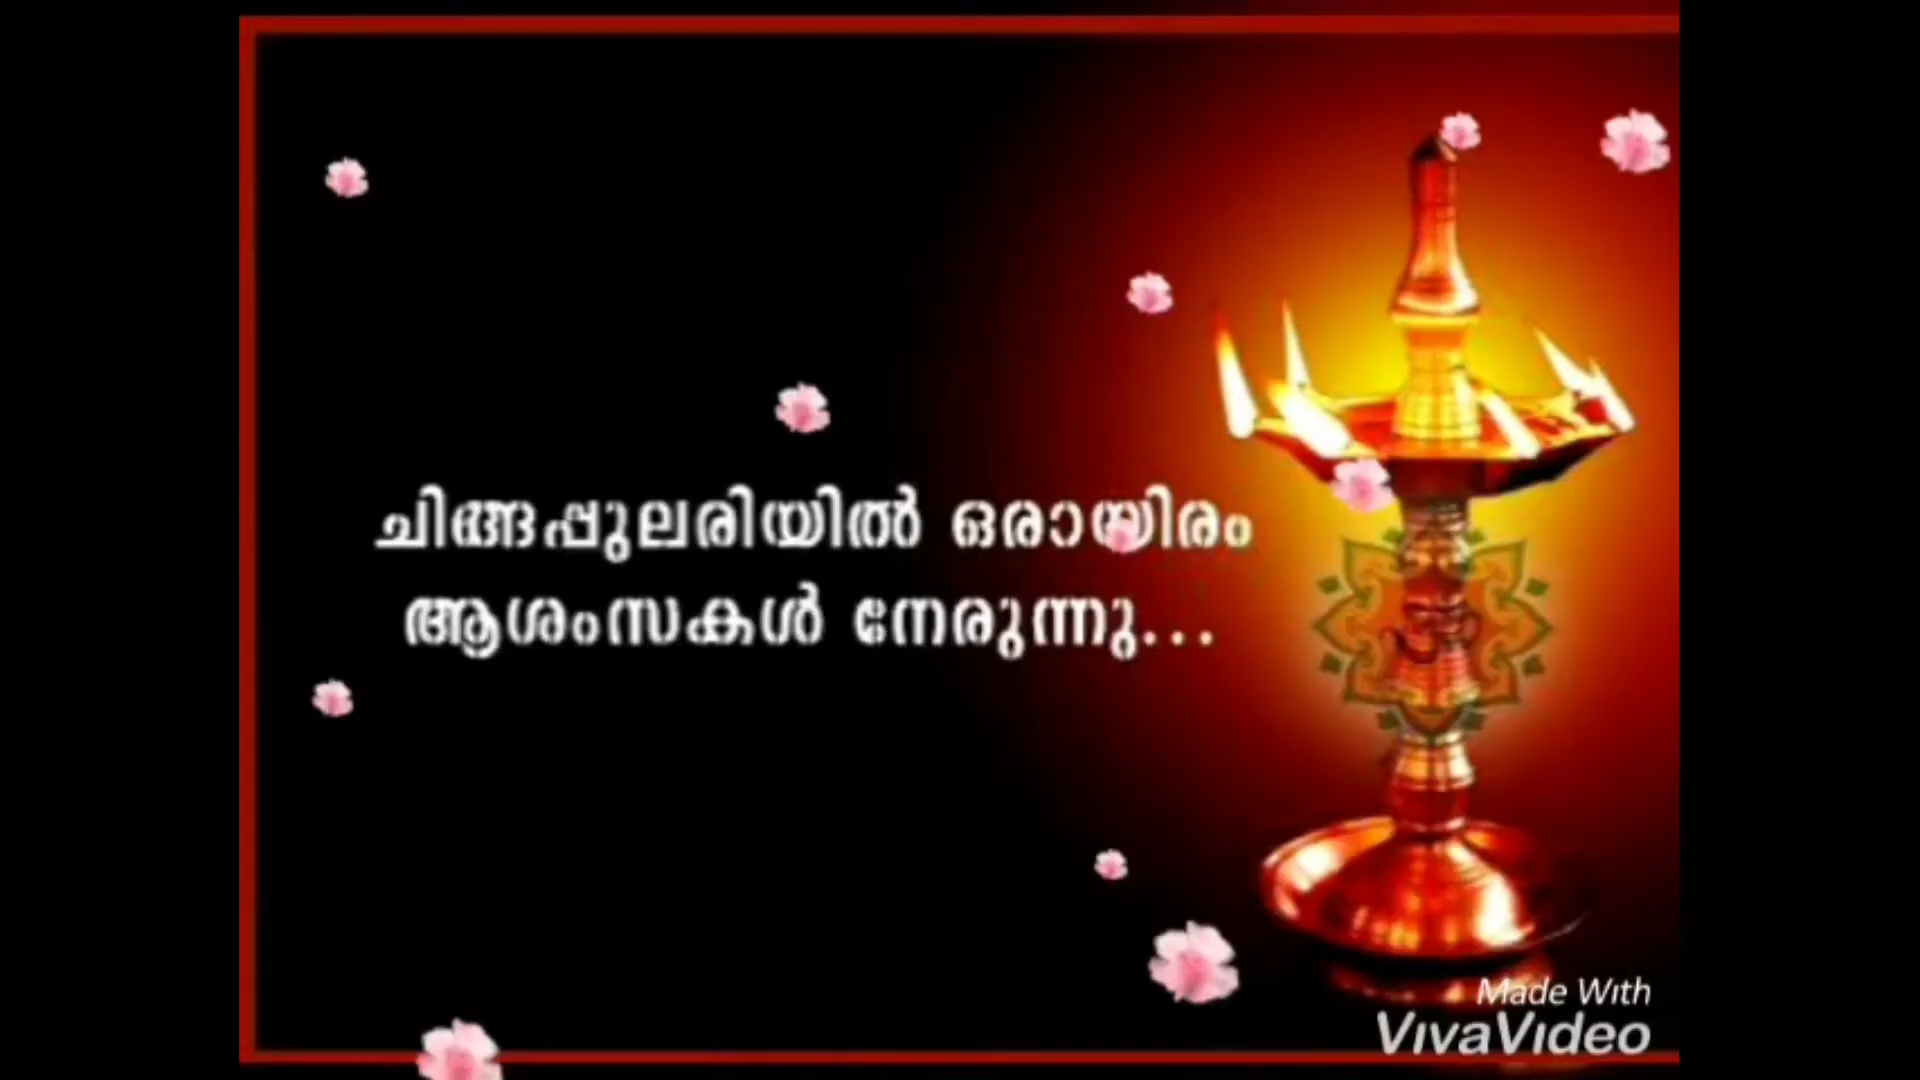 ചിങ്ങപ്പുലരിയിൽ ഒരായിരം
ആശംസകൾ നേരുന്നു...
Made With
VivaVideo